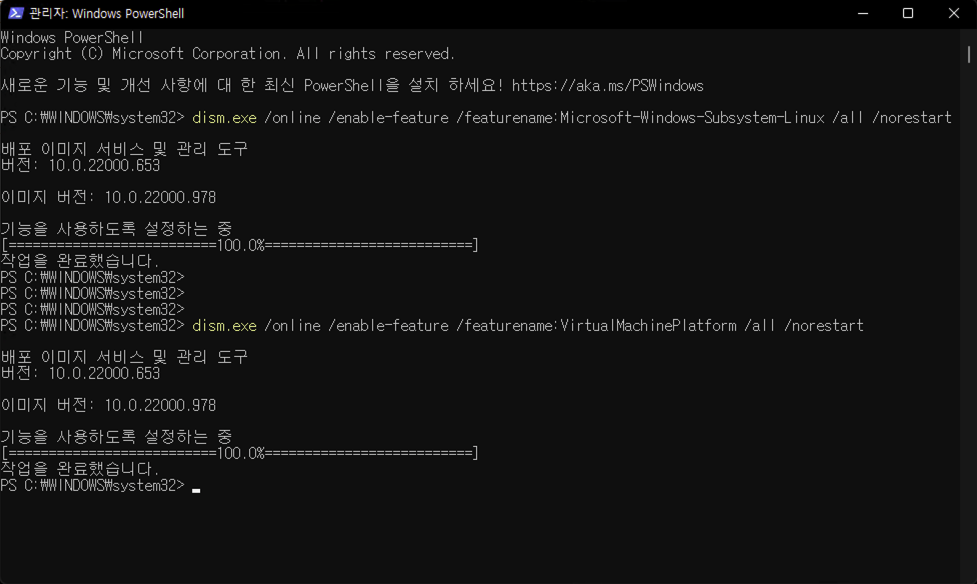 관리자: Windows PowerShell
Windows PowerShell
Copyright (C) Microsoft Corporation. All rights reserved.
새로운 기능 및 개선 사항에 대 한 최신 PowerShell을 설치 하세요! https://aka.ms/PSWindows
PS C:₩WINDOWS₩system32> dism.exe /online /enable-feature /featurename:Microsoft-Windows-Subsystem-Linux /all /norestart
배포 이미지 서비스 및 관리 도구
버전: 10.0.22000.653
이미지 버전: 10.0.22000.978
기능을 사용하도록 설정하는 중
[==========================100.0%==========================]
작업을 완료했습니다.
PS C:₩WINDOWS₩system32>
PS C:₩WINDOWS₩system32>
PS C:₩WINDOWS₩system32>
PS C:₩WINDOWS₩system32> dism.exe /online /enable-feature /featurename:VirtualMachinePlatform /all /norestart
배포 이미지 서비스 및 관리 도구
버전: 10.0.22000.653
이미지 버전: 10.0.22000.978
기능을 사용하도록 설정하는 중
[==========================100.0%==========================]
작업을 완료했습니다.
PS C:₩WINDOWS₩system32>